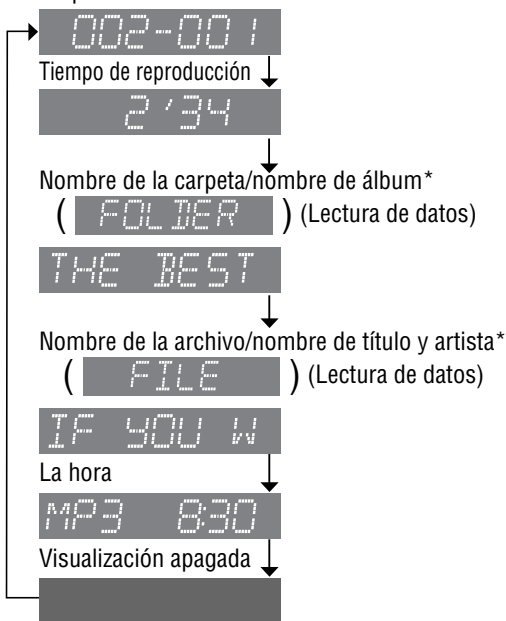 002-001
Tiempo de reproducción
2'34
Nombre de la carpeta/nombre de álbum*
( FOLDER ) (Lectura de datos)
THE BEST
Nombre de la archivo/nombre de título y artista*
( FILE ) (Lectura de datos)
IF YOU W
La hora
MP3 8:30
Visualización apagada